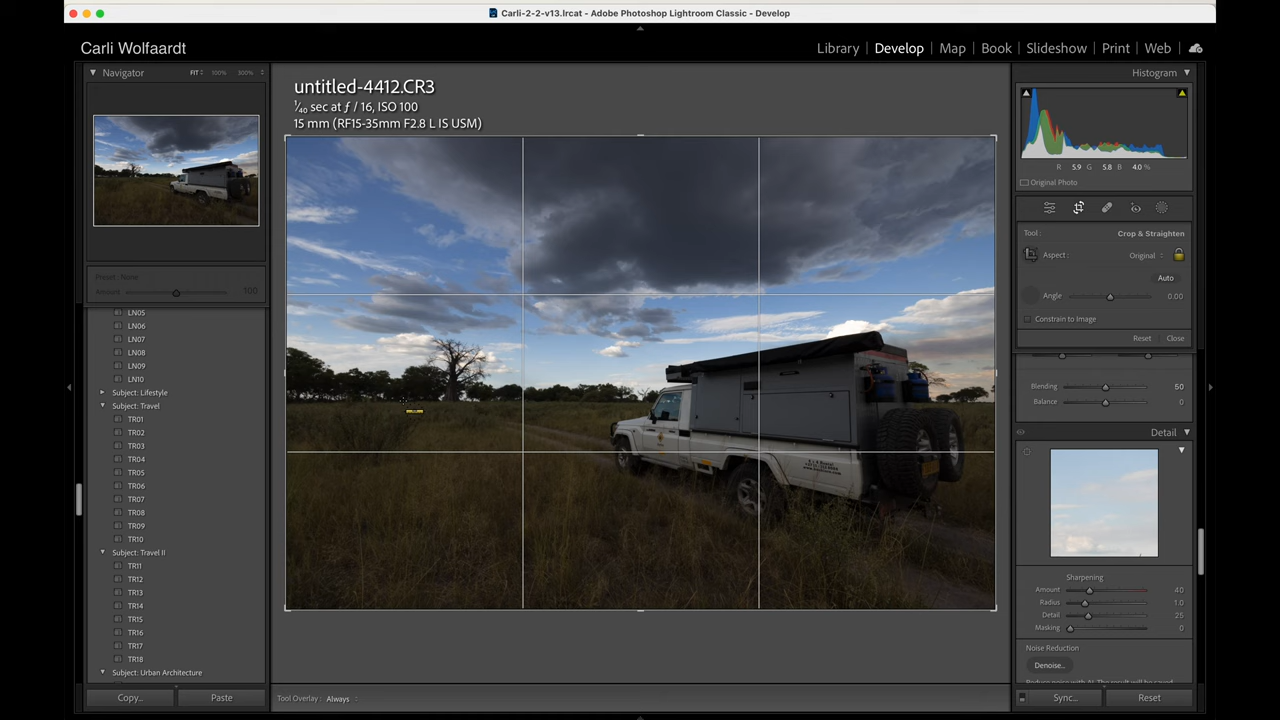 Carli-2-2-v13.lrcat - Adobe Photoshop Lightroom Classic - Develop
Carli Wolfaardt
Library | Develop | Map | Book | Slideshow | Print | Web
Navigator FIT 100% 300%
Preset : None
Amount 100
LN05
LN06
LN07
LN08
LN09
LN10
Subject: Lifestyle
Subject: Travel
TR01
TR02
TR03
TR04
TR05
TR06
TR07
TR08
TR09
TR10
Subject: Travel II
TR11
TR12
TR13
TR14
TR15
TR16
TR17
TR18
Subject: Urban Architecture
Copy... Paste
untitled-4412.CR3
1/40 sec at ƒ / 16, ISO 100
15 mm (RF15-35mm F2.8 L IS USM)
Tool Overlay : Always
Histogram
R 5.9 G 5.8 B 4.0 %
Original Photo
Tool : Crop & Straighten
Aspect : Original
Auto
Angle 0.00
Constrain to Image
Reset Close
Blending 50
Balance 0
Detail
Sharpening
Amount 40
Radius 1.0
Detail 25
Masking 0
Noise Reduction
Denoise...
Sync... Reset